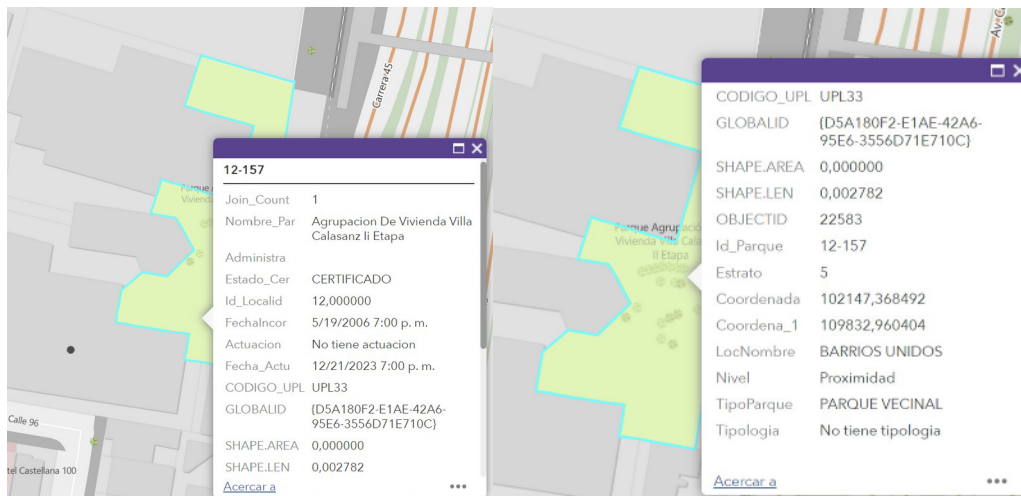 Carrera 45
12-157
Join_Count 1
Nombre_Par Agrupacion De Vivienda Villa
Calasanz Ii Etapa
Administra
Estado_Cer CERTIFICADO
Id_Localid 12,000000
FechaIncor 5/19/2006 7:00 p. m.
Actuacion No tiene actuacion
Fecha_Actu 12/21/2023 7:00 p. m.
CODIGO_UPL UPL33
GLOBALID {D5A180F2-E1AE-42A6-
95E6-3556D71E710C}
SHAPE.AREA 0,000000
SHAPE.LEN 0,002782
Acercar a
Parque A
Vivend
Calle 96
tel Castellana 100
Av. C
CODIGO_UPL UPL33
GLOBALID {D5A180F2-E1AE-42A6-
95E6-3556D71E710C}
SHAPE.AREA 0,000000
SHAPE.LEN 0,002782
OBJECTID 22583
Id_Parque 12-157
Estrato 5
Coordenada 102147,368492
Coordena_1 109832,960404
LocNombre BARRIOS UNIDOS
Nivel Proximidad
TipoParque PARQUE VECINAL
Tipologia No tiene tipologia
Acercar a
Parque Agrupació
Vivienda Villa Cala
II Etapa